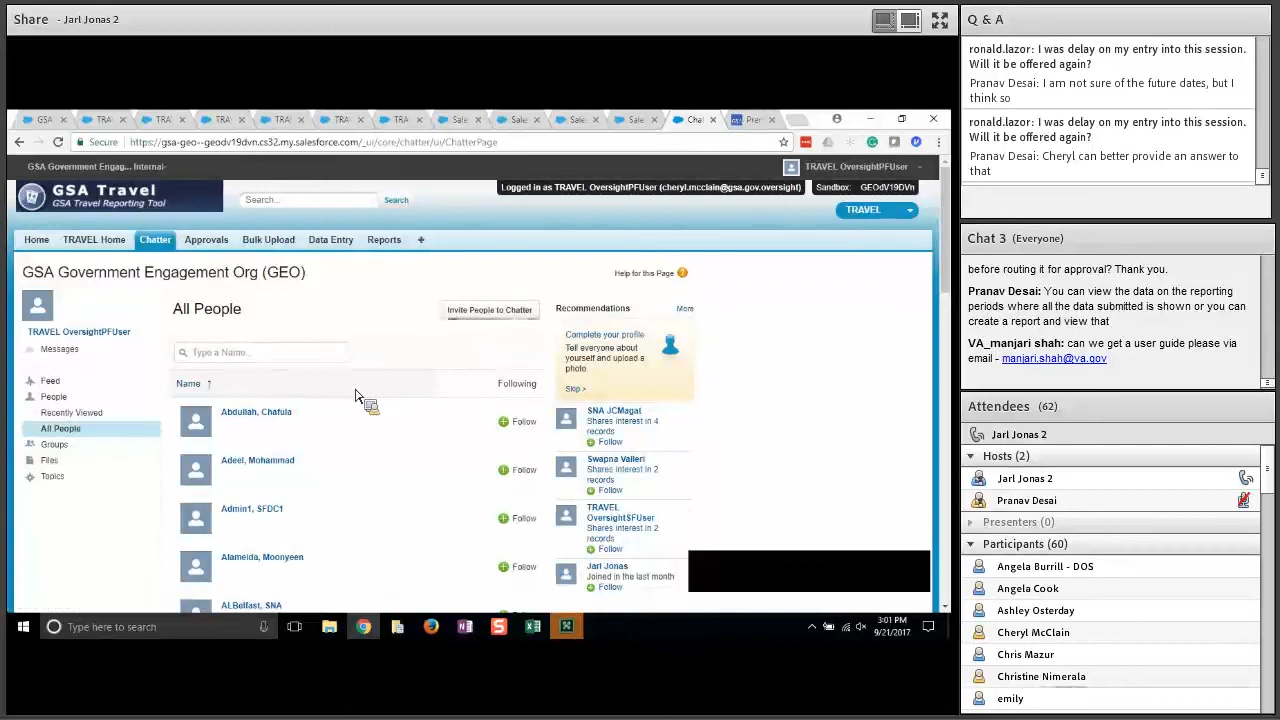 Share - Jarl Jonas 2
GSA
TRA
TRA
TRA
TRA
TRA
TRA
Sale
Sale
Sale
Sale
Chat
Prem
Secure https://gsa-geo--geodv19dvn.cs32.my.salesforce.com/_ui/core/chatter/ui/ChatterPage
GSA Government Engag... Internal-
TRAVEL OversightPFUser
GSA Travel
GSA Travel Reporting Tool
Search...
Search
Logged in as TRAVEL OversightPFUser (cheryl.mcclain@gsa.gov.oversight)
Sandbox: GEOdV19DVn
TRAVEL
Home TRAVEL Home Chatter Approvals Bulk Upload Data Entry Reports +
GSA Government Engagement Org (GEO)
Help for this Page ?
TRAVEL OversightPFUser
Messages
Feed
People
Recently Viewed
All People
Groups
Files
Topics
All People
Invite People to Chatter
Type a Name...
Name ↑ Following
Abdullah, Chafula
Follow
Adeel, Mohammad
Follow
Admin1, SFDC1
Follow
Alameida, Moonyeen
Follow
ALBelfast, SNA
Recommendations More
Complete your profile
Tell everyone about
yourself and upload a
photo.
Skip >
SNA JCMagat
Shares interest in 4
records
Follow
Swapna Valleri
Shares interest in 2
records
Follow
TRAVEL
OversightSFUser
Shares interest in 2
records
Follow
Jarl Jonas
Joined in the last month
Follow
Type here to search
3:01 PM
9/21/2017
Q & A
ronald.lazor: I was delay on my entry into this session.
Will it be offered again?
Pranav Desai: I am not sure of the future dates, but I
think so
ronald.lazor: I was delay on my entry into this session.
Will it be offered again?
Pranav Desai: Cheryl can better provide an answer
that
Chat 3 (Everyone)
before routing it for approval? Thank you.
Pranav Desai: You can view the data on the reporting
periods where all the data submitted is shown or you can
create a report and view that
VA_manjari shah: can we get a user guide please via
email - manjari.shah@va.gov
Attendees (62)
Jarl Jonas 2
Hosts (2)
Jarl Jonas 2
Pranav Desai
Presenters (0)
Participants (60)
Angela Burrill - DOS
Angela Cook
Ashley Osterday
Cheryl McClain
Chris Mazur
Christine Nimerala
emily